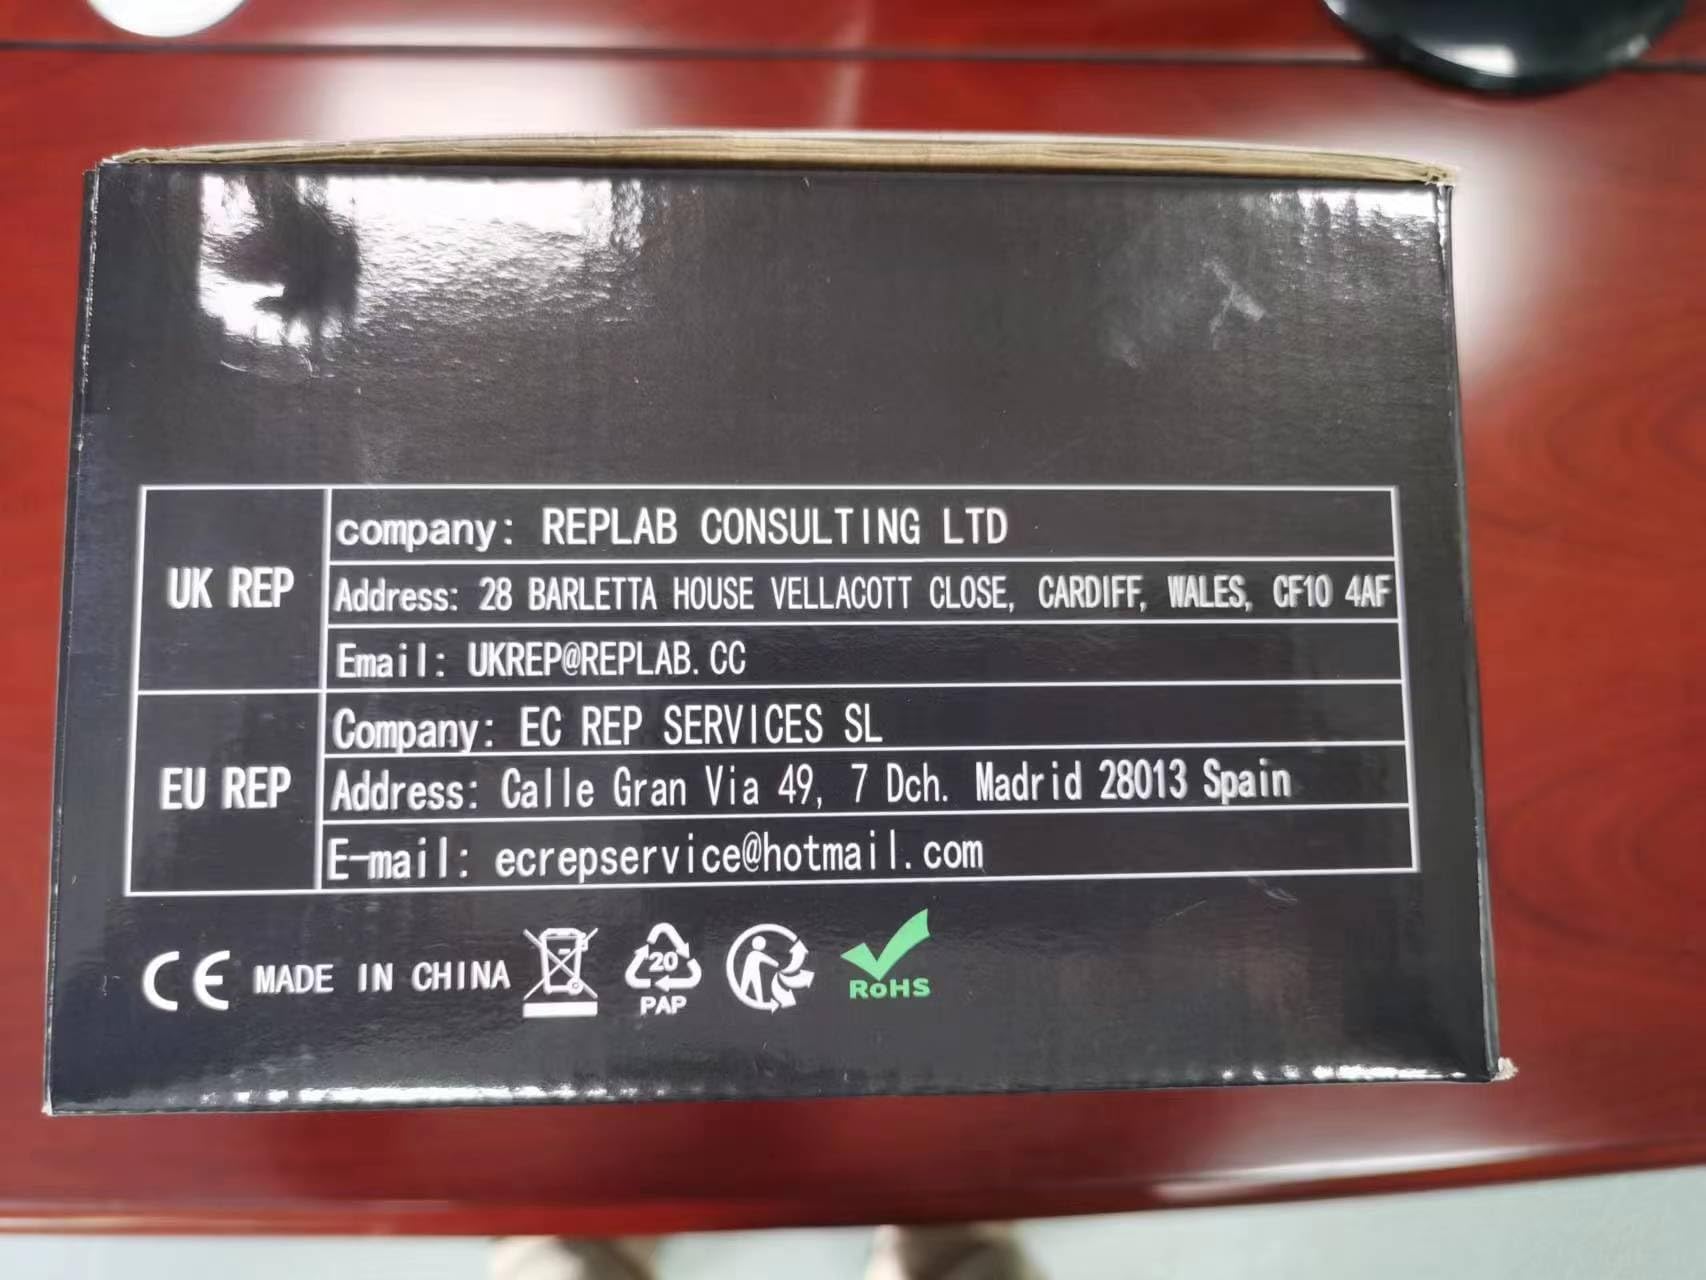 UK REP
company: REPLAB CONSULTING LTD
Address: 28 BARLETTA HOUSE VELLACOTT CLOSE, CARDIFF, WALES, CF10 4AF
Email: UKREP@REPLAB.CC
EU REP
Company: EC REP SERVICES SL
Address: Calle Gran Via 49, 7 Dch. Madrid 28013 Spain
E-mail: ecrepservice@hotmail.com
CE MADE IN CHINA
20
PAP
RoHS